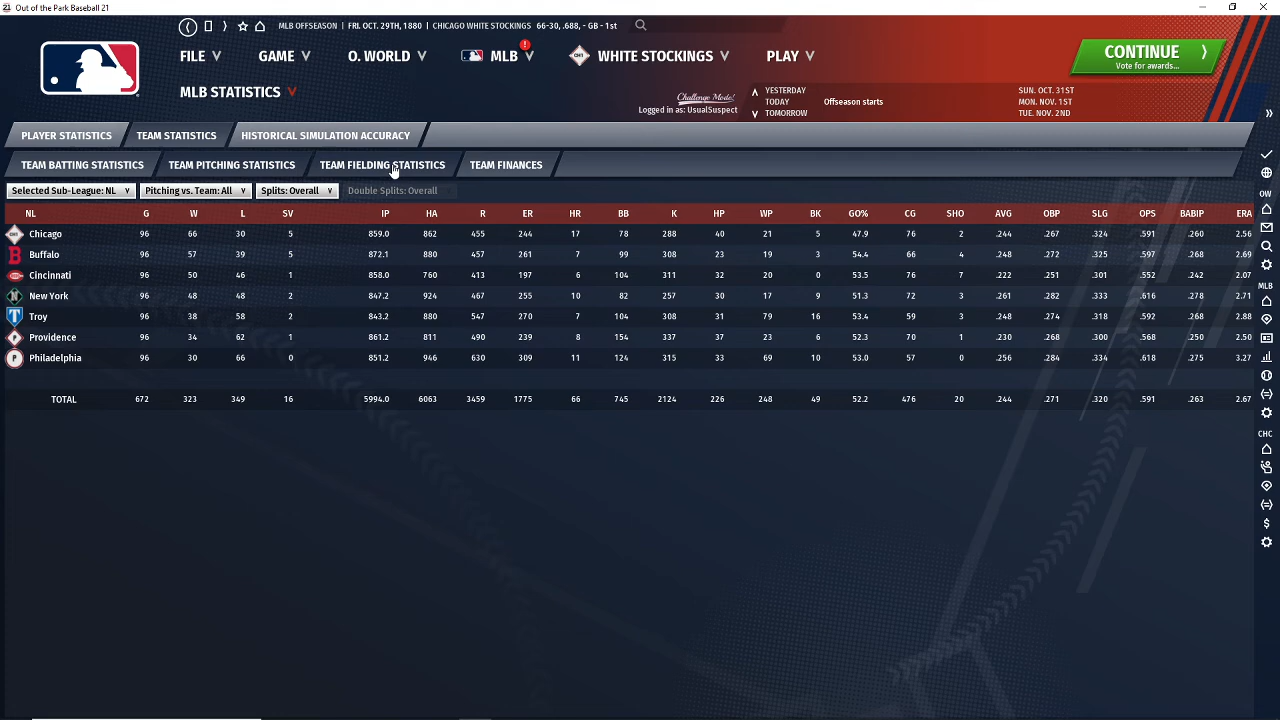 Out of the Park Baseball 21
MLB OFFSEASON | FRI. OCT. 29TH, 1880 | CHICAGO WHITE STOCKINGS 66-30, .688, - GB - 1st
FILE GAME O. WORLD MLB ! WHITE STOCKINGS PLAY
CONTINUE
Vote for awards...
MLB STATISTICS
Challenge Mode!
Logged in as: UsualSuspect
YESTERDAY
TODAY Offseason starts
TOMORROW
SUN. OCT. 31ST
MON. NOV. 1ST
TUE. NOV. 2ND
PLAYER STATISTICS TEAM STATISTICS HISTORICAL SIMULATION ACCURACY
TEAM BATTING STATISTICS TEAM PITCHING STATISTICS TEAM FIELDING STATISTICS TEAM FINANCES
Selected Sub-League: NL Pitching vs. Team: All Splits: Overall Double Splits: Overall
NL G W L SV IP HA R ER HR BB K HP WP BK GO% CG SHO AVG OBP SLG OPS BABIP ERA
Chicago 96 66 30 5 859.0 862 455 244 17 78 288 40 21 5 47.9 76 2 .244 .267 .324 .591 .260 2.56
Buffalo 96 57 39 5 872.1 880 457 261 7 99 308 23 19 3 54.4 66 4 .248 .272 .325 .597 .268 2.69
Cincinnati 96 50 46 1 858.0 760 413 197 6 104 311 32 20 0 53.5 76 7 .222 .251 .301 .552 .242 2.07
New York 96 48 48 2 847.2 924 467 255 10 82 257 30 17 9 51.3 72 3 .261 .282 .333 .616 .278 2.71
Troy 96 38 58 2 843.2 880 547 270 7 104 308 31 79 16 53.4 59 3 .248 .274 .318 .592 .268 2.88
Providence 96 34 62 1 861.2 811 490 239 8 154 337 37 23 6 52.3 70 1 .230 .268 .300 .568 .250 2.50
Philadelphia 96 30 66 0 851.2 946 630 309 11 124 315 33 69 10 53.0 57 0 .256 .284 .334 .618 .275 3.27
TOTAL 672 323 349 16 5994.0 6063 3459 1775 66 745 2124 226 248 49 52.2 476 20 .244 .271 .320 .591 .263 2.67
OW
MLB
CHC